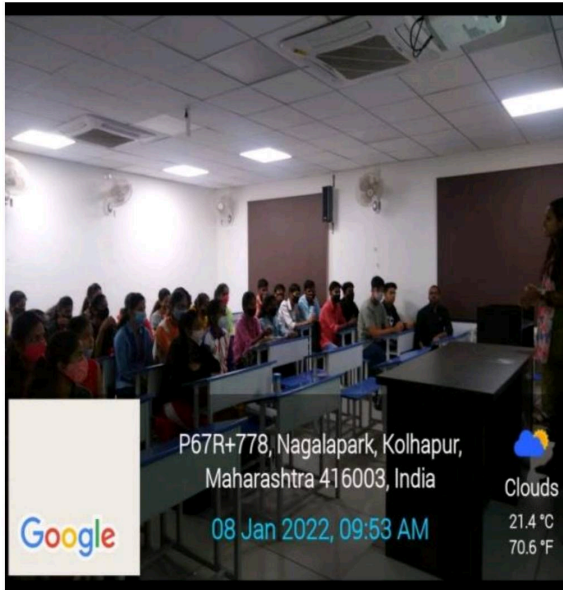 P67R+778, Nagalapark, Kolhapur,
Maharashtra 416003, India
08 Jan 2022, 09:53 AM
Google
Clouds
21.4 °C
70.6 °F